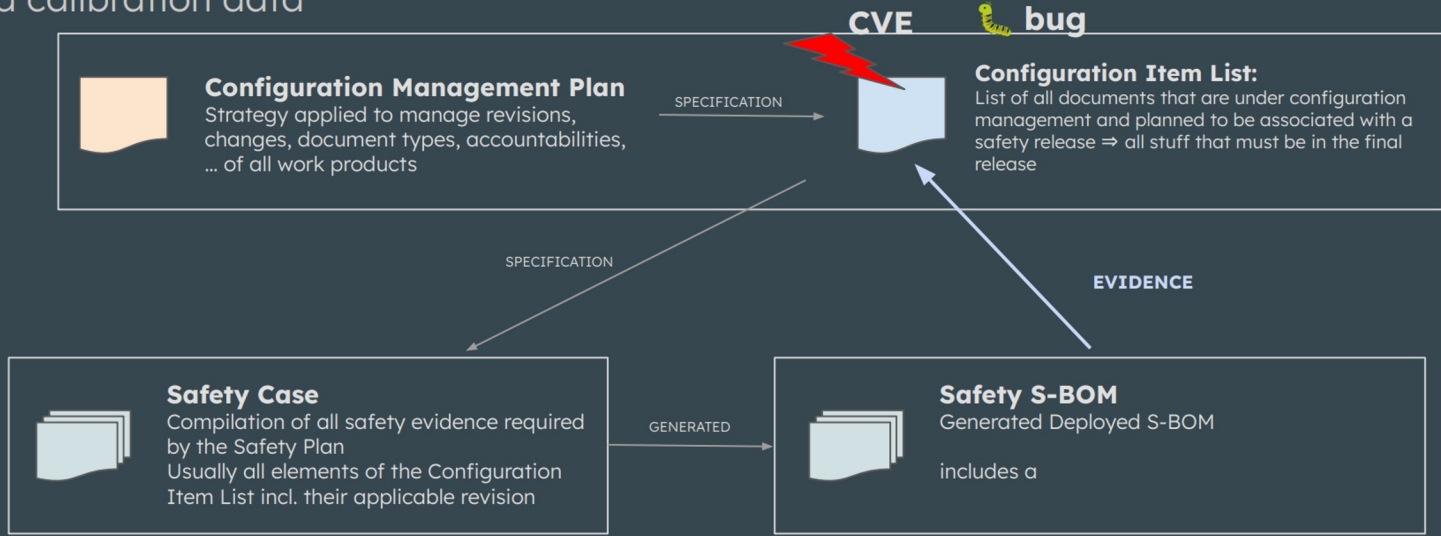 a calibration data
CVE
bug
Configuration Management Plan
Strategy applied to manage revisions,
changes, document types, accountabilities,
... of all work products
SPECIFICATION
Configuration Item List:
List of all documents that are under configuration
management and planned to be associated with a
safety release ⇒ all stuff that must be in the final
release
SPECIFICATION
EVIDENCE
Safety Case
Compilation of all safety evidence required
by the Safety Plan
Usually all elements of the Configuration
Item List incl. their applicable revision
GENERATED
Safety S-BOM
Generated Deployed S-BOM
includes a